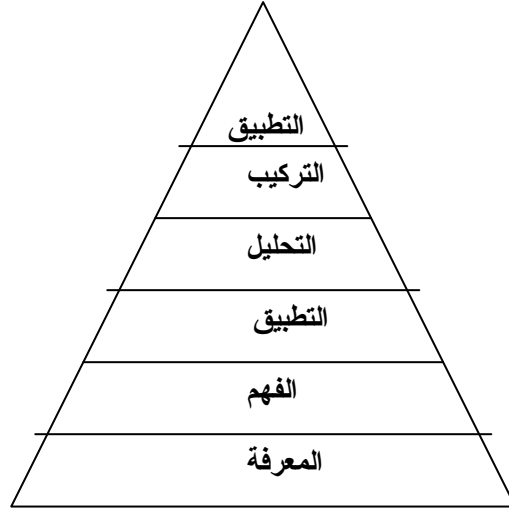 التطبيق
التركيب
التحليل
التطبيق
الفهم
المعرفة